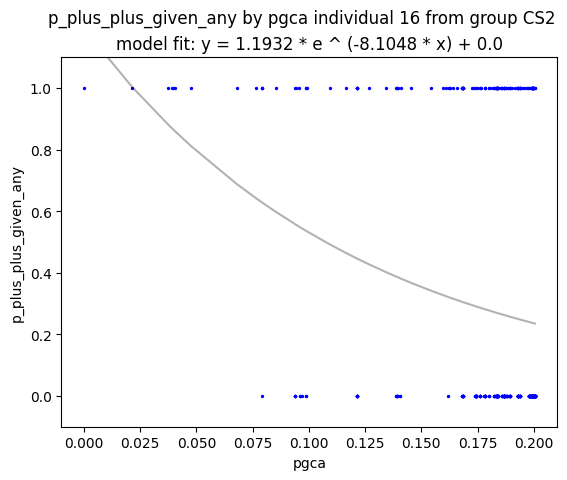 p_plus_plus_given_any by pgca individual 16 from group CS2
model fit: y = 1.1932 * e ^ (-8.1048 * x) + 0.0
1.0
0.8
0.6
0.4
0.2
0.0
p_plus_plus_given_any
0.000 0.025 0.050 0.075 0.100 0.125 0.150 0.175 0.200
pgca